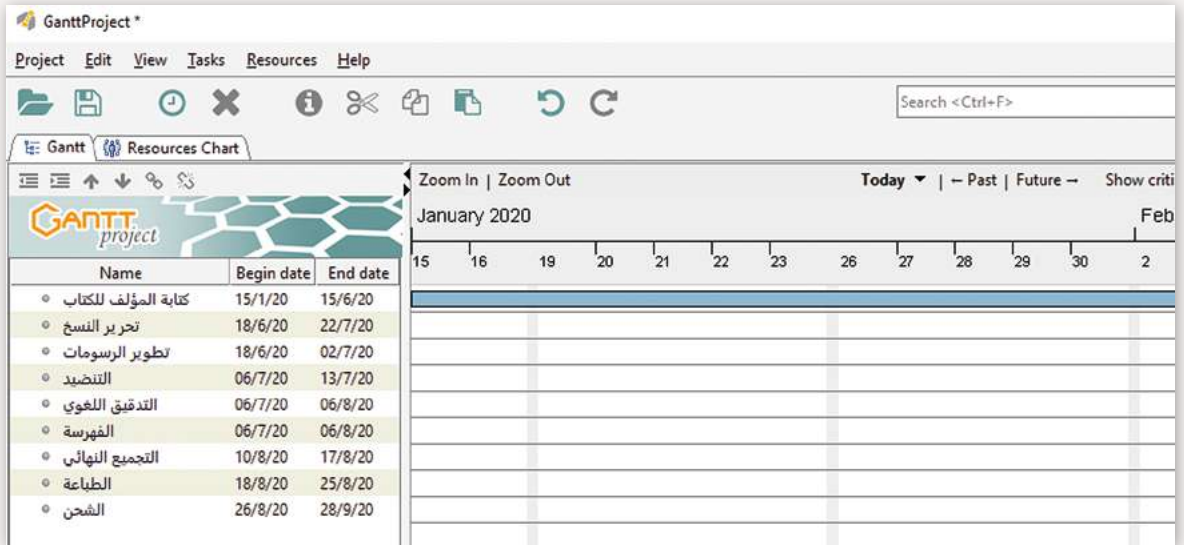 GanttProject *
Project Edit View Tasks Resources Help
Search <Ctrl+F>
Gantt Resources Chart
Zoom In | Zoom Out Today ▼ | ← Past | Future → Show criti
GANTT project
January 2020 Feb
15 16 19 20 21 22 23 26 27 28 29 30 2
Name Begin date End date
كتابة المؤلف للكتاب 15/1/20 15/6/20
تحرير النسخ 18/6/20 22/7/20
تطوير الرسومات 18/6/20 02/7/20
التنضيد 06/7/20 13/7/20
التدقيق اللغوي 06/7/20 06/8/20
الفهرسة 06/7/20 06/8/20
التجميع النهائي 10/8/20 17/8/20
الطباعة 18/8/20 25/8/20
الشحن 26/8/20 28/9/20